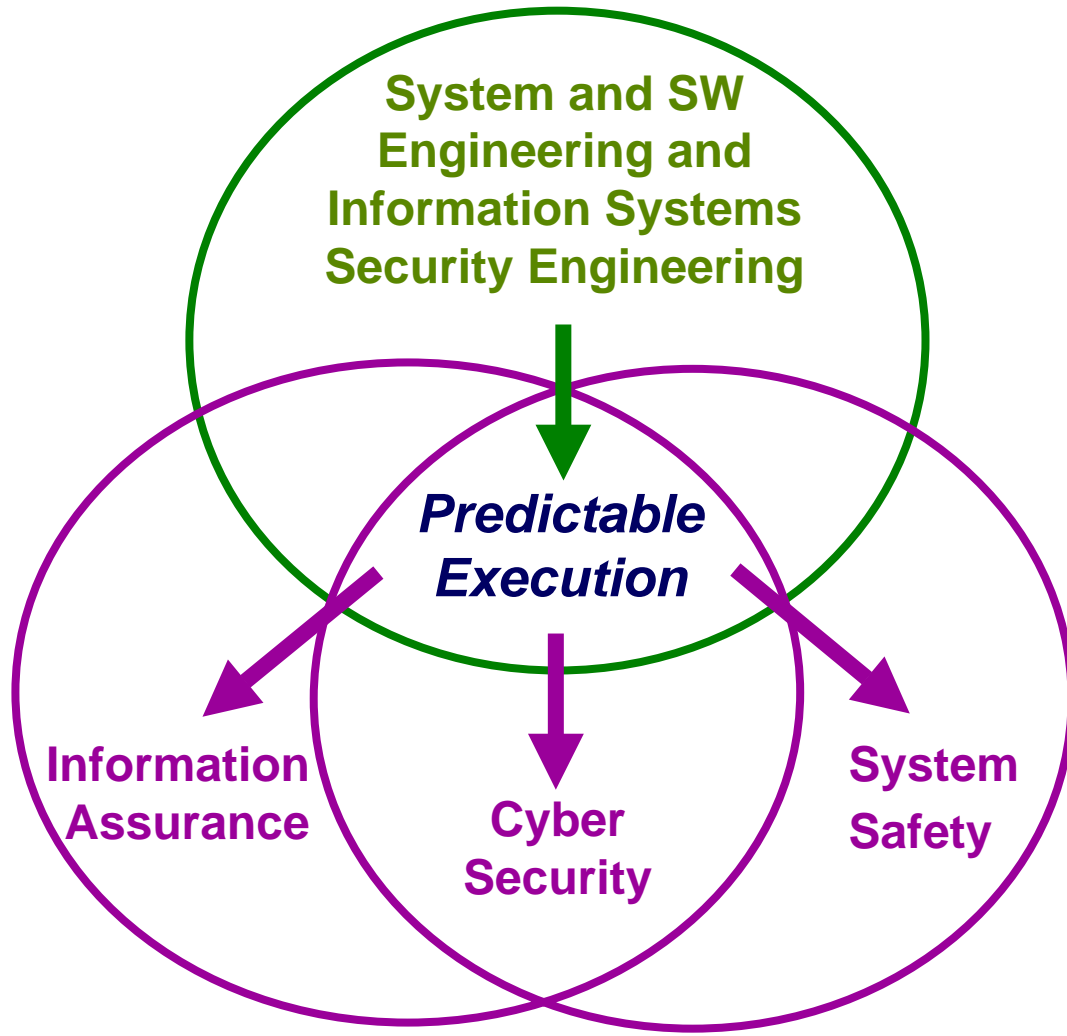 System and SW
Engineering and
Information Systems
Security Engineering
Predictable
Execution
Information
Assurance
Cyber
Security
System
Safety